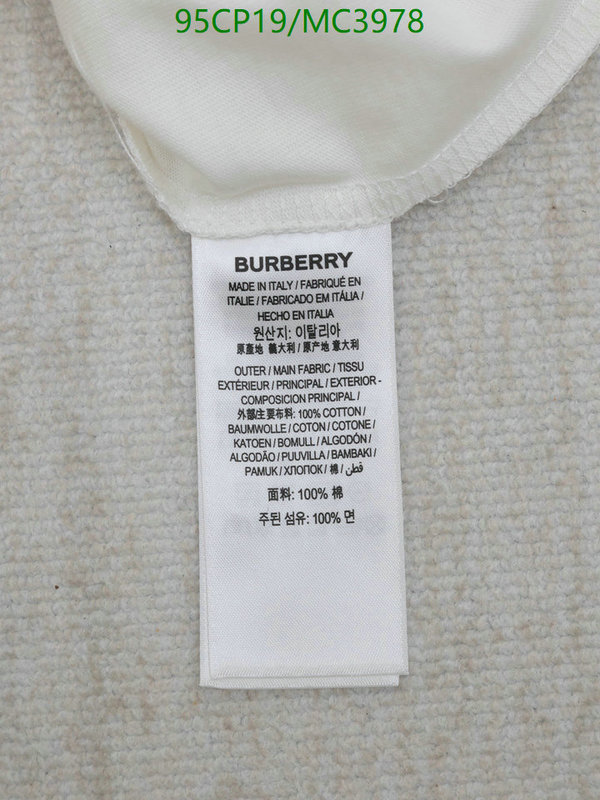 95CP19/MC3978
BURBERRY
MADE IN ITALY / FABRIQUÉ EN
ITALIE / FABRICADO EM ITÁLIA /
HECHO EN ITALIA
원산지: 이탈리아
原產地 義大利 / 原产地 意大利
OUTER / MAIN FABRIC / TISSU
EXTÉRIEUR / PRINCIPAL / EXTERIOR -
COMPOSICION PRINCIPAL /
外部/主要布料: 100% COTTON /
BAUMWOLLE / COTON / COTONE /
KATOEN / BOMULL / ALGODÓN /
ALGODÃO / PUUVILLA / BAMBAKI /
PAMUK / ХЛОПОК / 棉 / قطن
面料: 100% 棉
주된 섬유: 100% 면